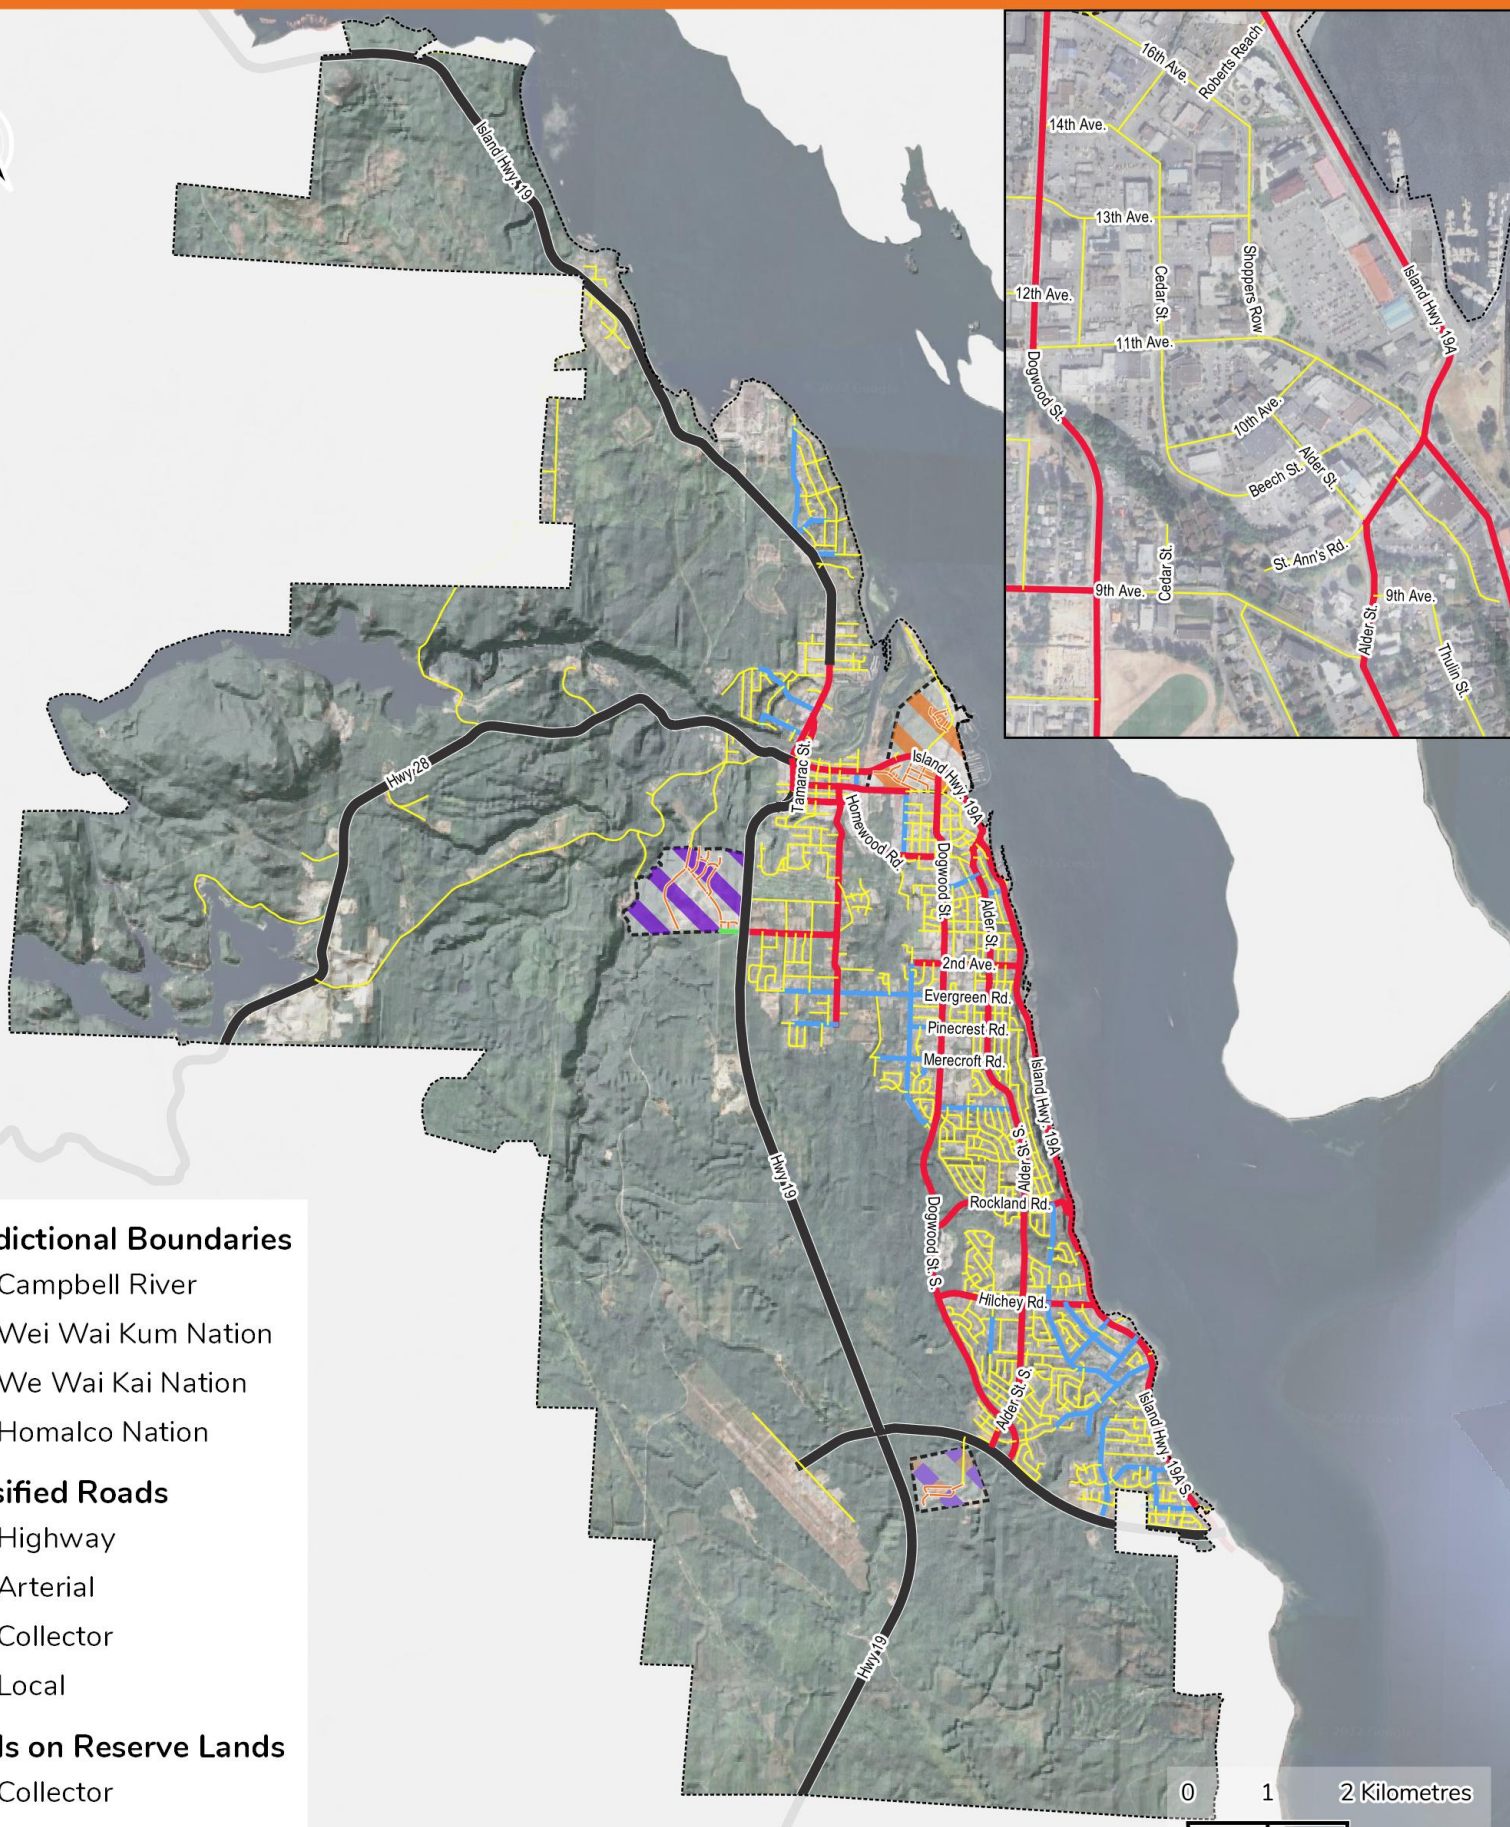 Island Hwy. 19
Hwy 28
Tamarac St.
Island Hwy. 19A
Homewood Rd.
Dogwood St.
Alder St.
2nd Ave.
Evergreen Rd.
Pinecrest Rd.
Merecroft Rd.
Island Hwy. 19A
Alder St. S.
Hwy 19
Rockland Rd.
Dogwood St. S.
Hilchey Rd.
Alder St. S.
Island Hwy. 19A S.
Hwy 19
16th Ave.
Roberts Reach
14th Ave.
13th Ave.
Cedar St.
Shoppers Row
12th Ave.
Island Hwy. 19A
11th Ave.
Dogwood St.
10th Ave.
Alder St.
Beech St.
St. Ann's Rd.
Cedar St.
9th Ave.
9th Ave.
Alder St.
Thulin St.
dictional Boundaries
Campbell River
Wei Wai Kum Nation
We Wai Kai Nation
Homalco Nation
sified Roads
Highway
Arterial
Collector
Local
ls on Reserve Lands
Collector
0 1 2 Kilometres